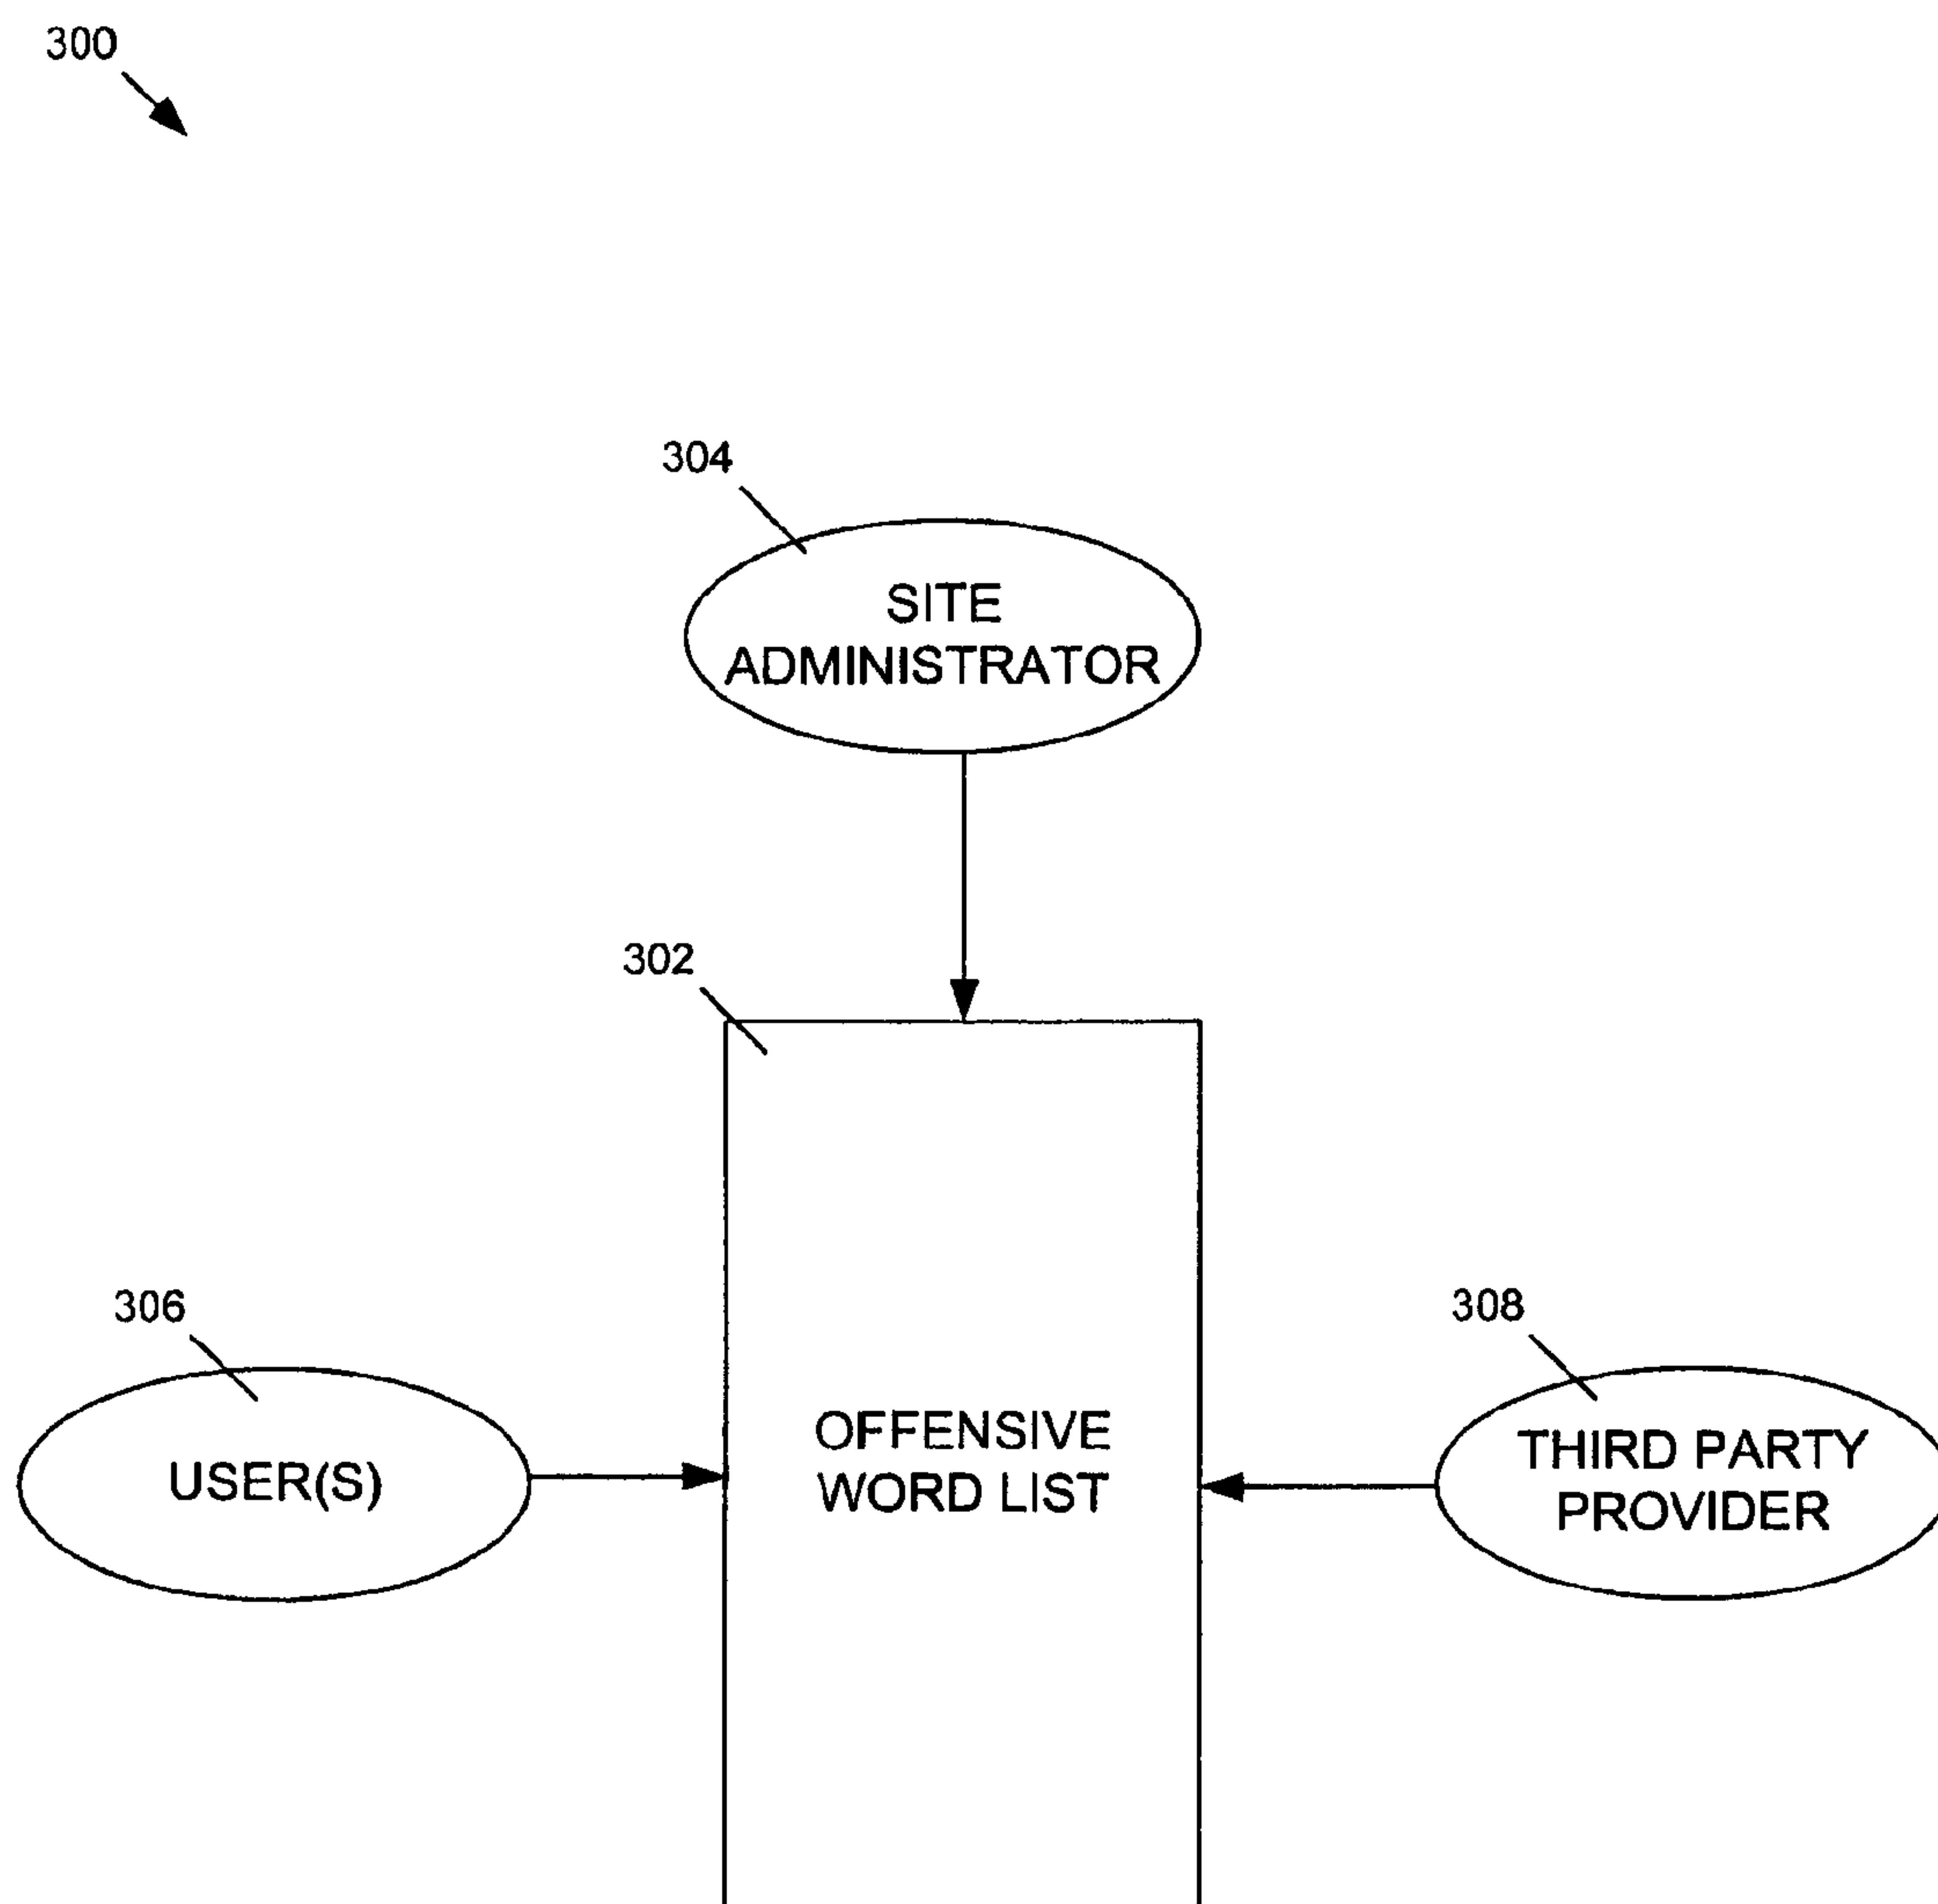 300
304
SITE
ADMINISTRATOR
302
306
USER(S)
OFFENSIVE
WORD LIST
308
THIRD PARTY
PROVIDER